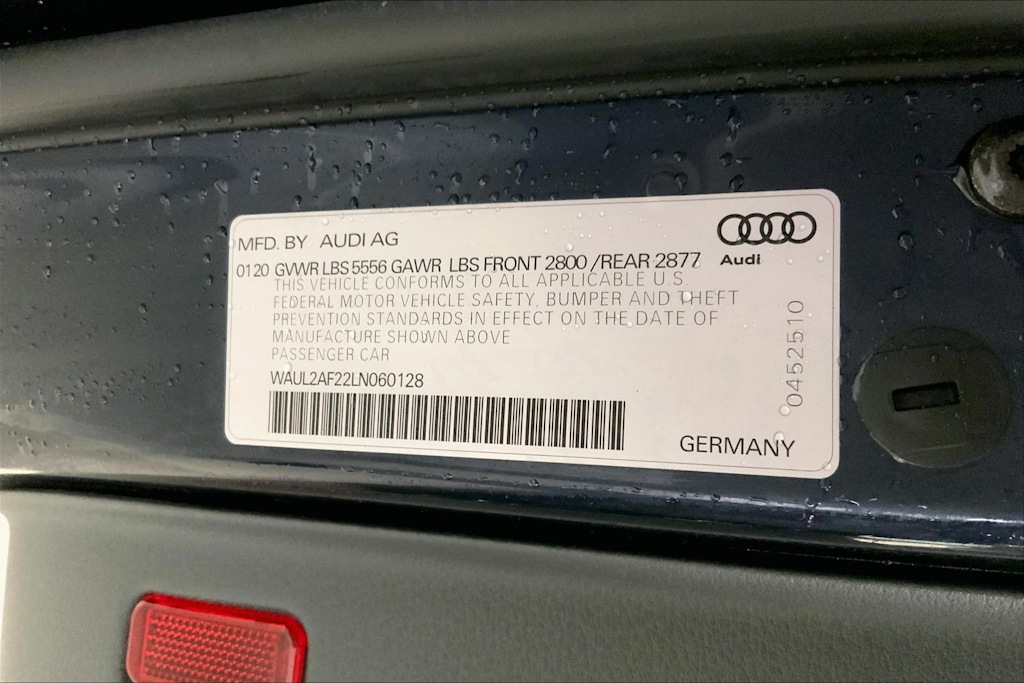 MFD. BY AUDI AG
Audi
0120 GVWR LBS 5556 GAWR LBS FRONT 2800 /REAR 2877
THIS VEHICLE CONFORMS TO ALL APPLICABLE U.S.
FEDERAL MOTOR VEHICLE SAFETY, BUMPER AND THEFT
PREVENTION STANDARDS IN EFFECT ON THE DATE OF
MANUFACTURE SHOWN ABOVE
PASSENGER CAR
WAUL2AF22LN060128
GERMANY
0452510